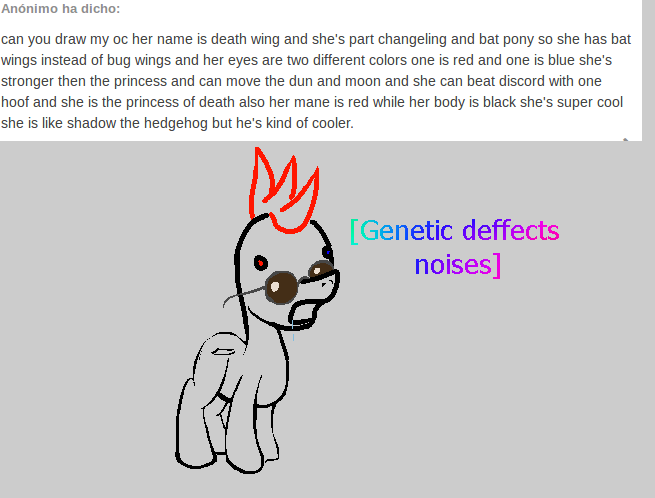 Anónimo ha dicho:
can you draw my oc her name is death wing and she's part changeling and bat pony so she has bat
wings instead of bug wings and her eyes are two different colors one is red and one is blue she's
stronger then the princess and can move the dun and moon and she can beat discord with one
hoof and she is the princess of death also her mane is red while her body is black she's super cool
she is like shadow the hedgehog but he's kind of cooler.
[Genetic deffects
noises]